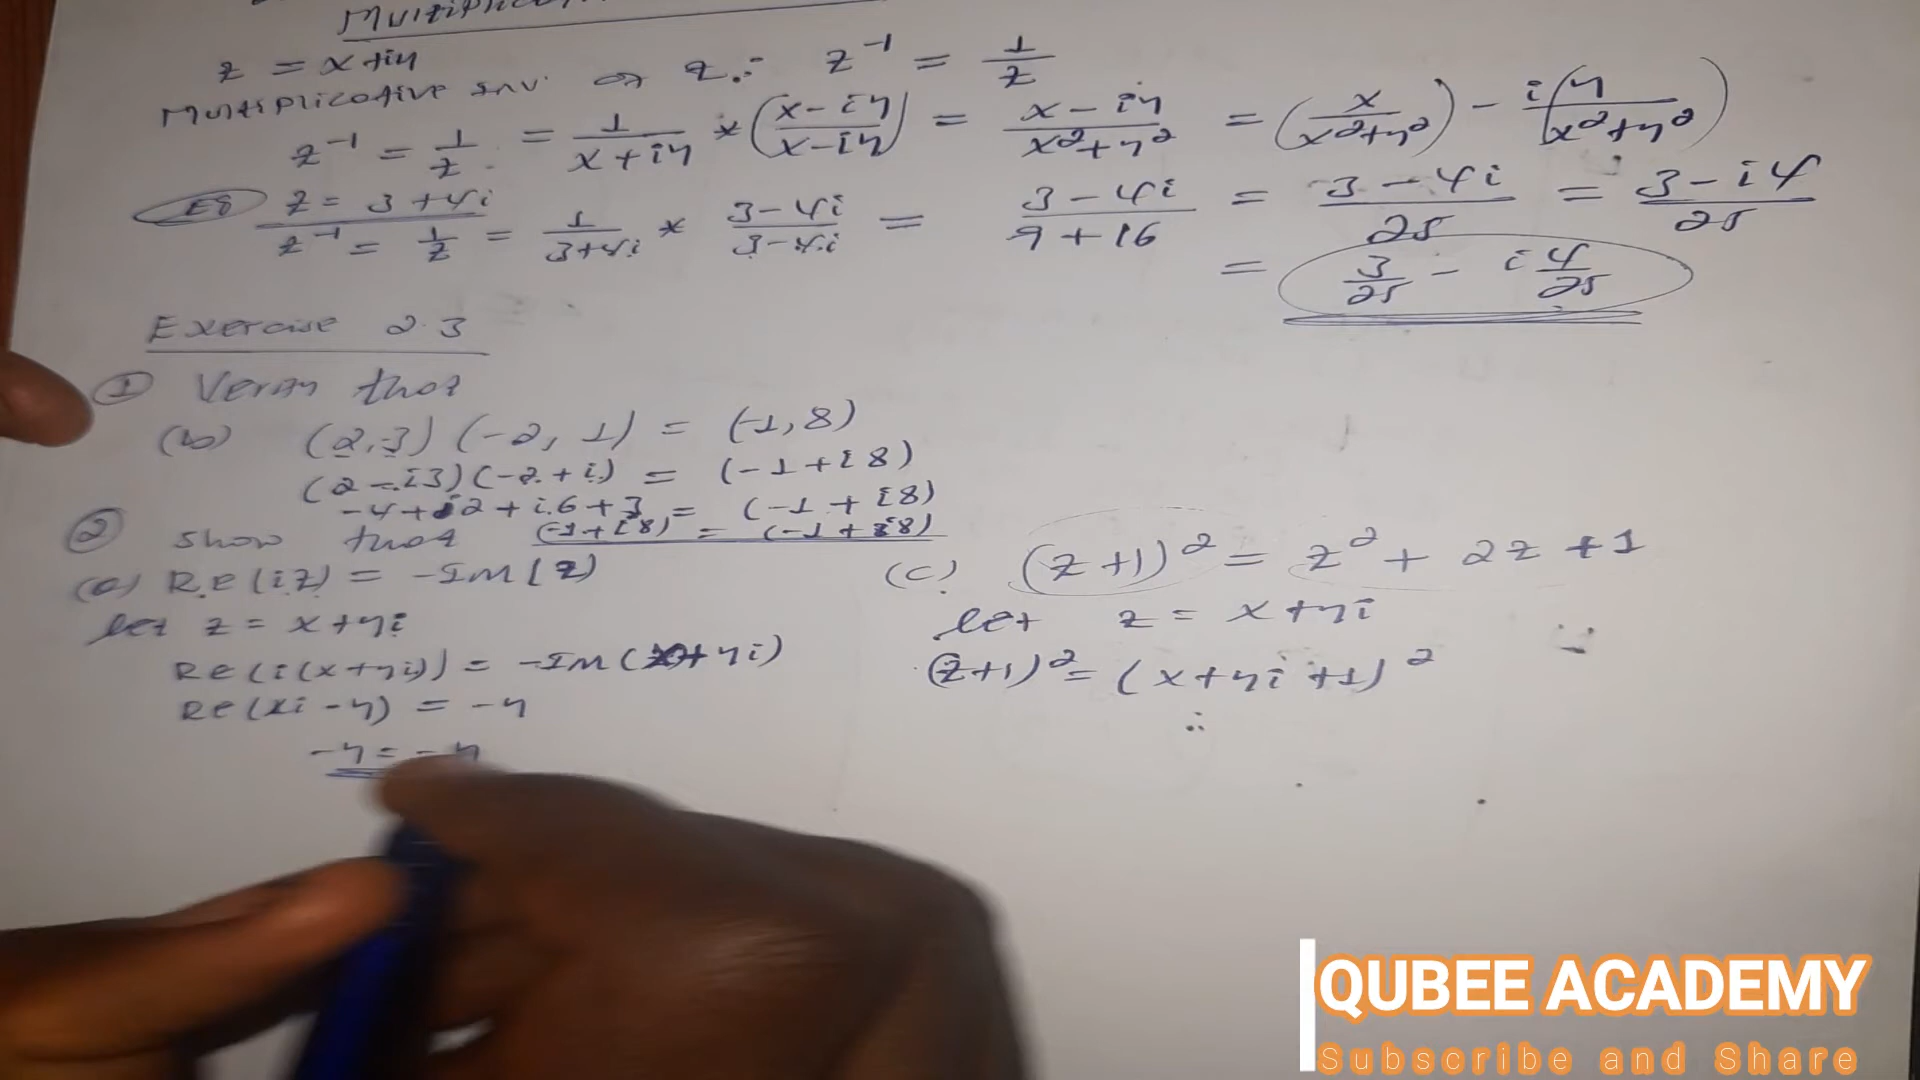 z = x+iy
Multiplicative Inv. of z ∴ z⁻¹ = 1/z
z⁻¹ = 1/z = 1/(x+iy) * ((x-iy)/(x-iy)) = (x-iy)/(x²+y²) = (x/(x²+y²)) - i(y/(x²+y²))
Eg z = 3+4i
z⁻¹ = 1/z = 1/(3+4i) * (3-4i)/(3-4i) = (3-4i)/(9+16) = (3-4i)/25 = (3-i4)/25
= 3/25 - i 4/25
Exercise 2.3
① Verify that
(b) (2,-3)(-2,1) = (-1,8)
(2-i3)(-2+i) = (-1+i8)
-4+i2+i6+3 = (-1+i8)
(-1+i8) = (-1+i8)
② show that
(a) Re(iz) = -Im(z)
let z = x+yi
Re(i(x+yi)) = -Im(x+yi)
Re(xi-y) = -y
-y = -y
(c) (z+1)² = z² + 2z + 1
let z = x+yi
(z+1)² = (x+yi+1)²
∴
QUBEE ACADEMY
Subscribe and Share